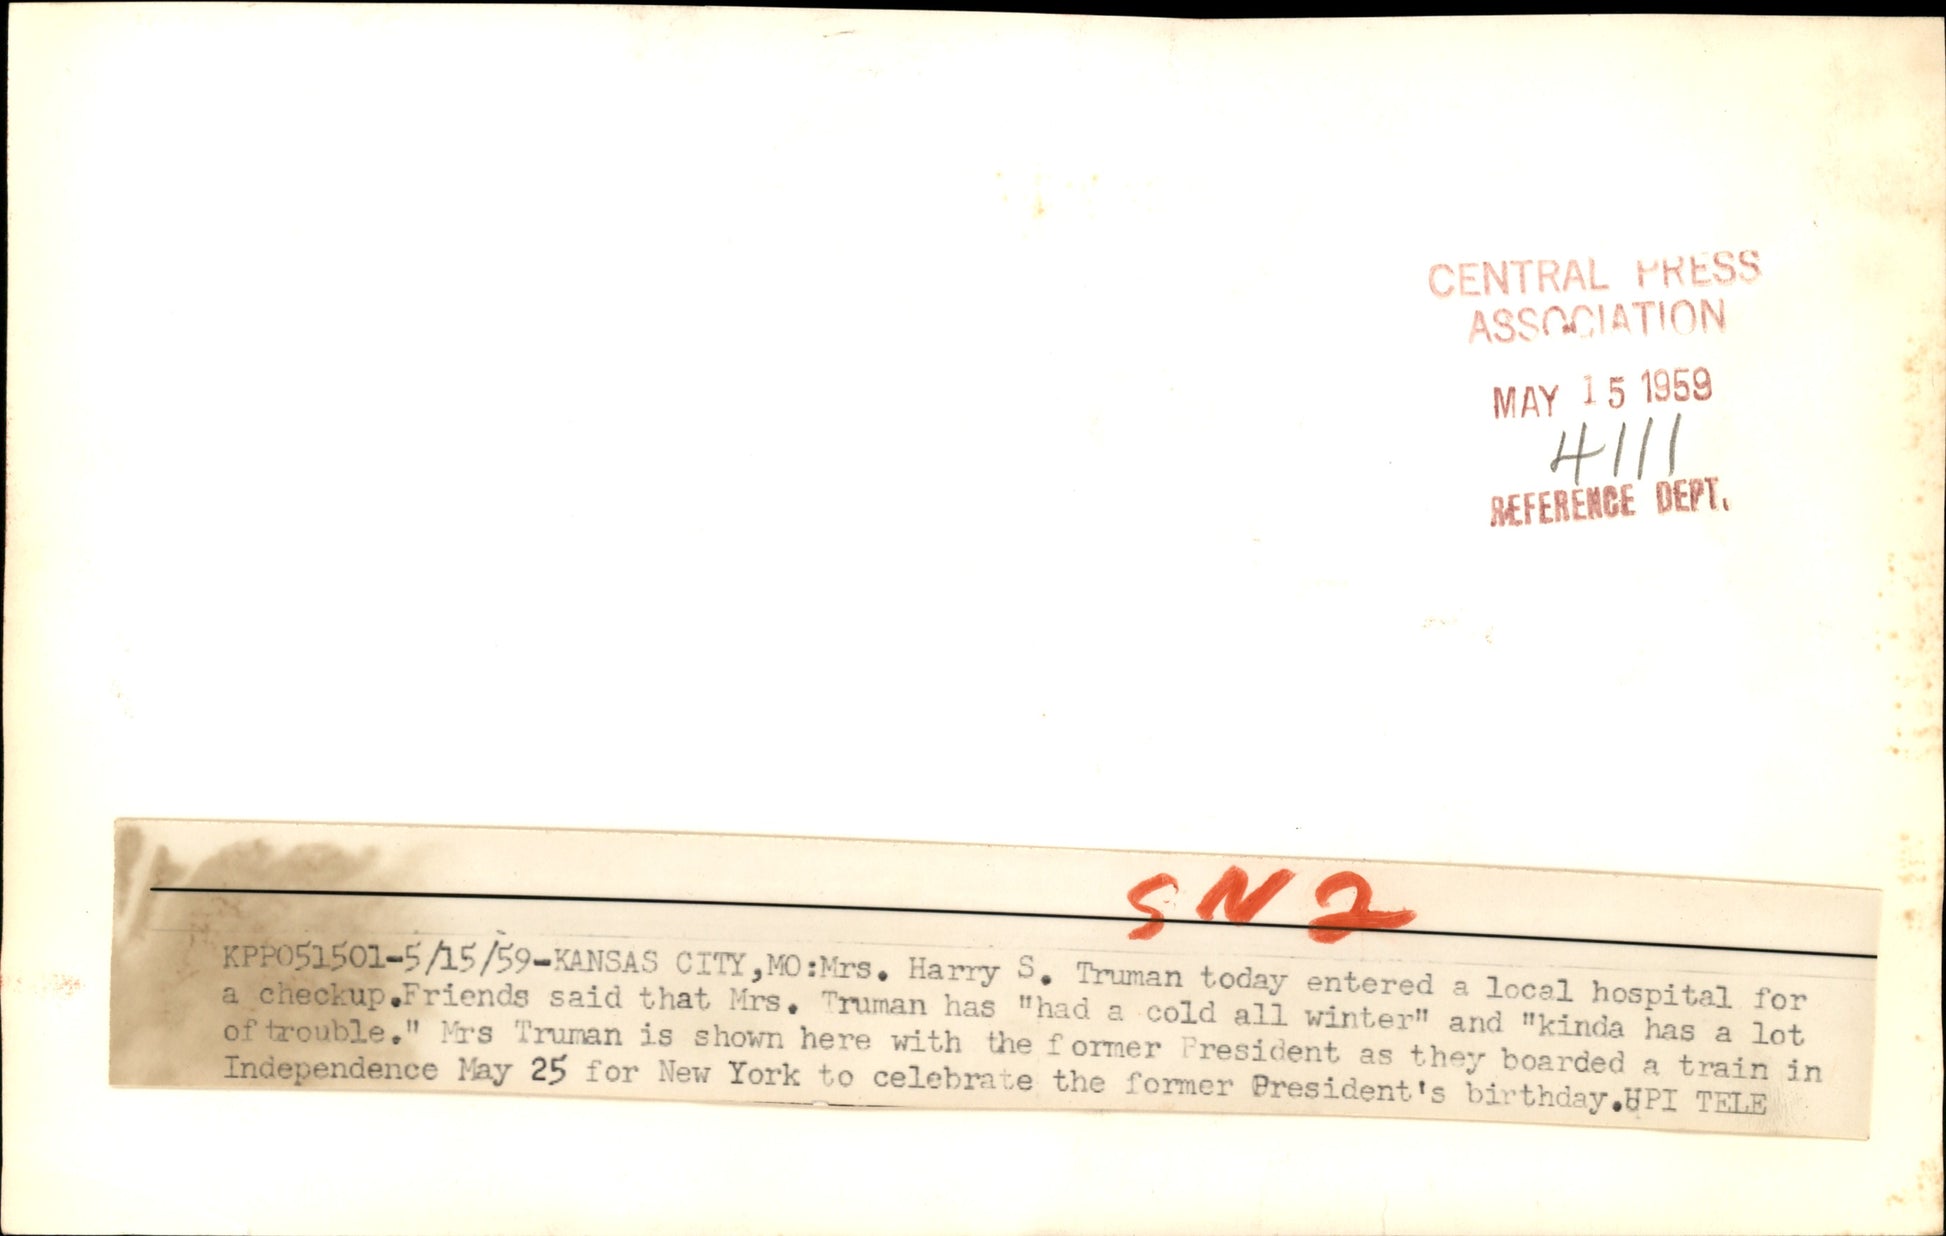 CENTRAL PRESS
ASSOCIATION
MAY 15 1959
4111
REFERENCE DEPT.
SN2
KPP051501-5/15/59-KANSAS CITY,MO:Mrs. Harry S. Truman today entered a local hospital for
a checkup.Friends said that Mrs. Truman has "had a cold all winter" and "kinda has a lot
of trouble." Mrs Truman is shown here with the former President as they boarded a train in
Independence May 25 for New York to celebrate the former President's birthday.UPI TELE